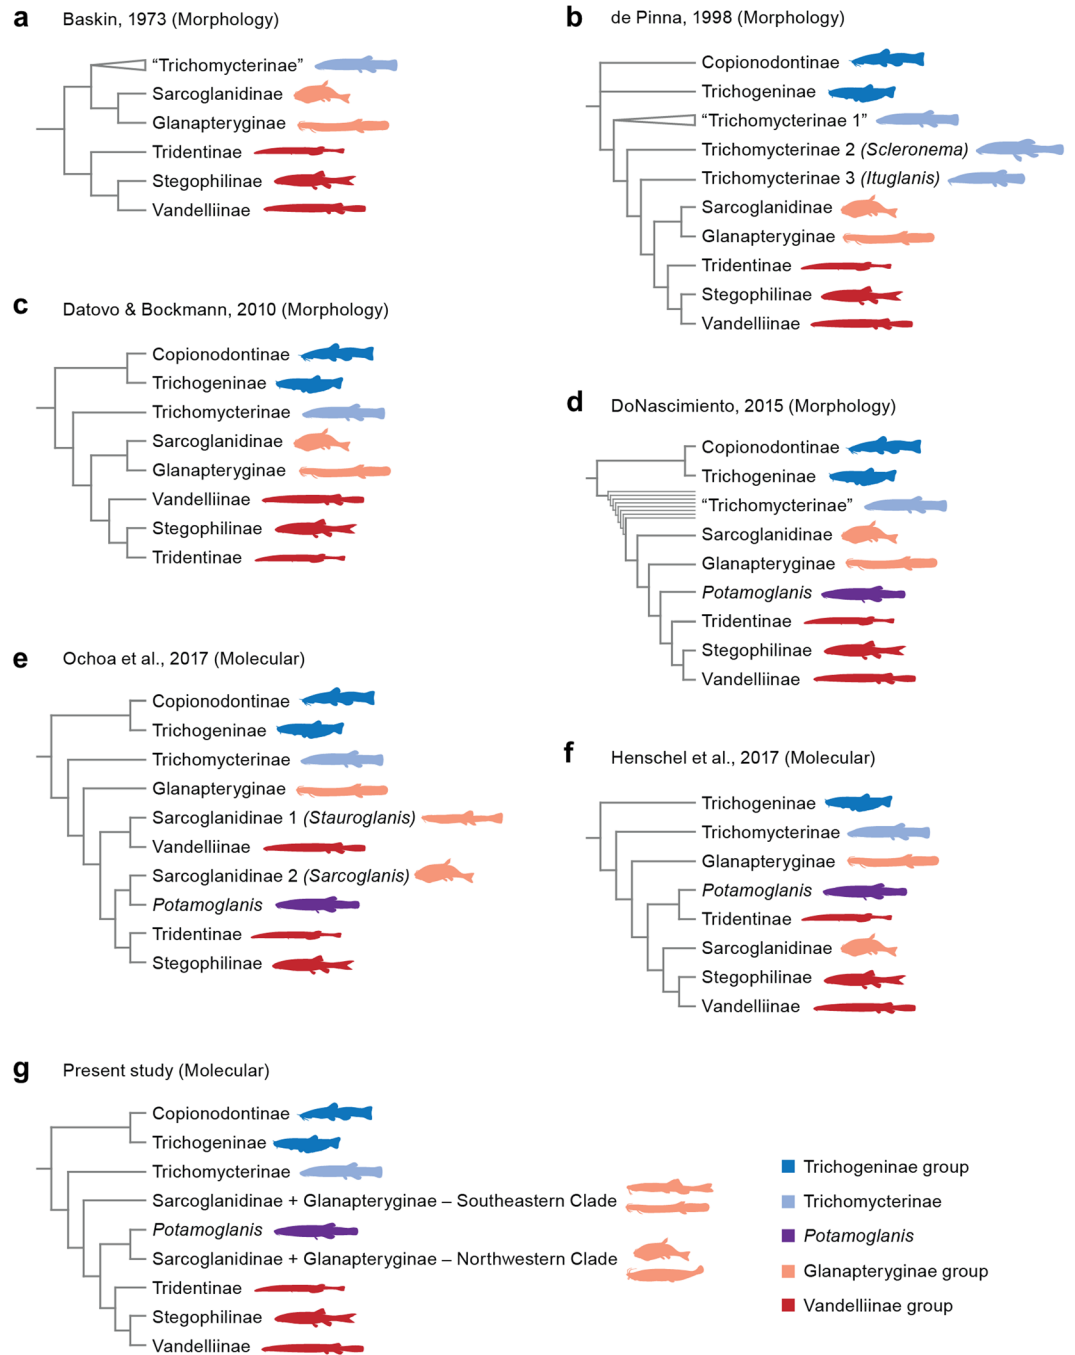 a
Baskin, 1973 (Morphology)
“Trichomycterinae”
Sarcoglanidinae
Glanapteryginae
Tridentinae
Stegophilinae
Vandelliinae
b
de Pinna, 1998 (Morphology)
Copionodontinae
Trichogeninae
“Trichomycterinae 1”
Trichomycterinae 2 (Scleronema)
Trichomycterinae 3 (Ituglanis)
Sarcoglanidinae
Glanapteryginae
Tridentinae
Stegophilinae
Vandelliinae
c
Datovo & Bockmann, 2010 (Morphology)
Copionodontinae
Trichogeninae
Trichomycterinae
Sarcoglanidinae
Glanapteryginae
Vandelliinae
Stegophilinae
Tridentinae
d
DoNascimiento, 2015 (Morphology)
Copionodontinae
Trichogeninae
“Trichomycterinae”
Sarcoglanidinae
Glanapteryginae
Potamoglanis
Tridentinae
Stegophilinae
Vandelliinae
e
Ochoa et al., 2017 (Molecular)
Copionodontinae
Trichogeninae
Trichomycterinae
Glanapteryginae
Sarcoglanidinae 1 (Stauroglanis)
Vandelliinae
Sarcoglanidinae 2 (Sarcoglanis)
Potamoglanis
Tridentinae
Stegophilinae
f
Henschel et al., 2017 (Molecular)
Trichogeninae
Trichomycterinae
Glanapteryginae
Potamoglanis
Tridentinae
Sarcoglanidinae
Stegophilinae
Vandelliinae
g
Present study (Molecular)
Copionodontinae
Trichogeninae
Trichomycterinae
Sarcoglanidinae + Glanapteryginae – Southeastern Clade
Potamoglanis
Sarcoglanidinae + Glanapteryginae – Northwestern Clade
Tridentinae
Stegophilinae
Vandelliinae
Trichogeninae group
Trichomycterinae
Potamoglanis
Glanapteryginae group
Vandelliinae group